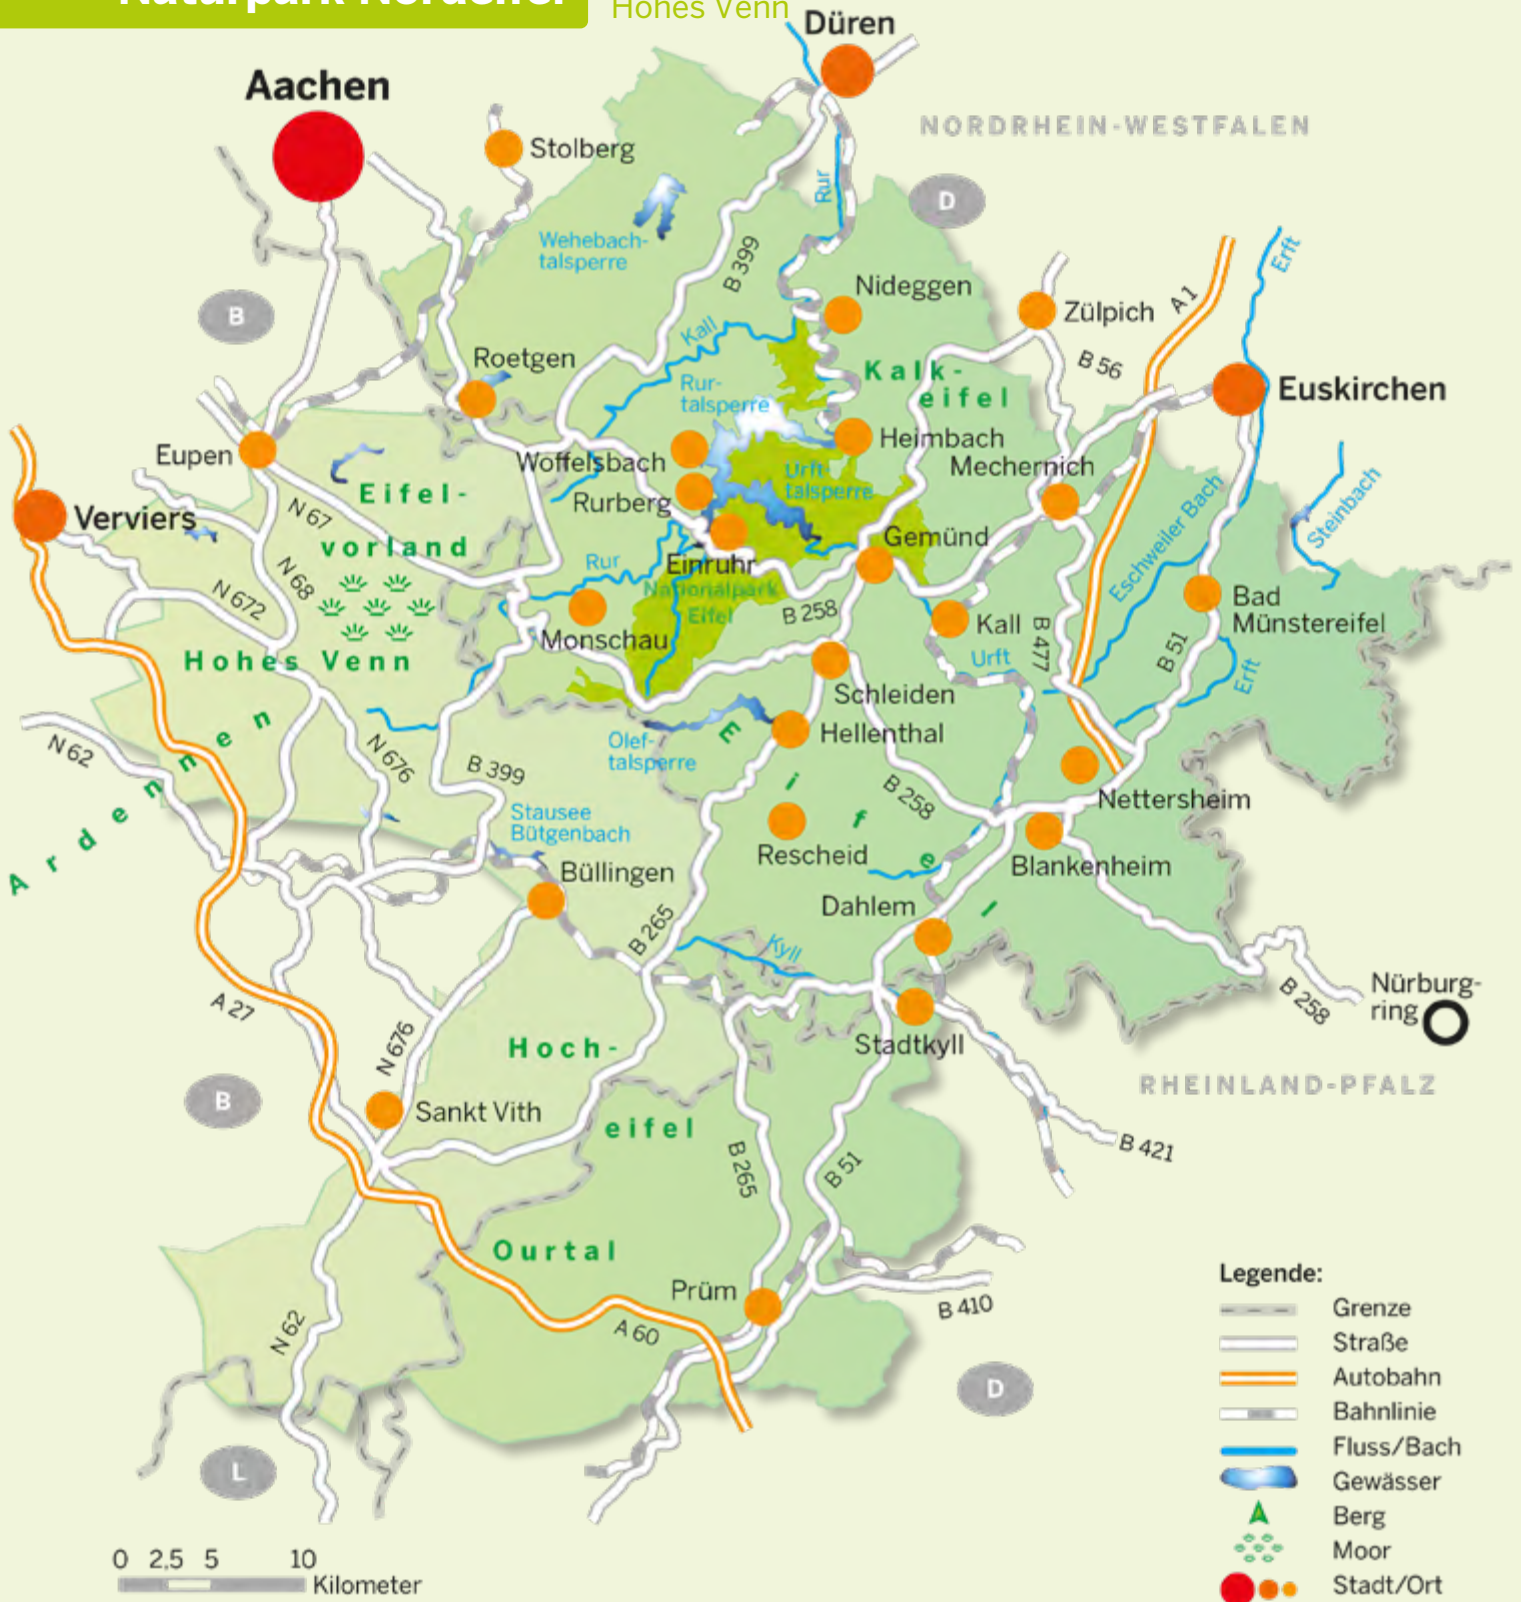 Naturpark Nordeifel
Hohes Venn
Düren
Aachen
NORDRHEIN-WESTFALEN
Stolberg
D
Rur
Wehebach-
talsperre
B 399
Erft
B
Nideggen
Zülpich
A 1
Kall
Roetgen
B 56
Kalk-
eifel
Rur-
talsperre
Euskirchen
Eupen
Woffelsbach
Heimbach
Mechernich
Urft-
talsperre
Eifel-
vorland
Rurberg
N 67
Verviers
Eschweiler Bach
Steinbach
Gemünd
Einruhr
Rur
N 68
N 672
Nationalpark
Eifel
B 258
Monschau
Kall
B 477
Bad
Münstereifel
Urft
B 51
Erft
Hohes Venn
Schleiden
Hellenthal
Olef-
talsperre
N 62
N 676
B 399
Ardennen
Eifel
B 258
Nettersheim
Stausee
Bütgenbach
Rescheid
Blankenheim
Büllingen
Dahlem
B 265
Kyll
A 27
Nürburg-
ring
B 258
N 676
Hoch-
eifel
Stadtkyll
RHEINLAND-PFALZ
B
Sankt Vith
B 421
B 265
B 51
Ourtal
Prüm
B 410
N 62
A 60
D
L
Legende:
Grenze
Straße
Autobahn
Bahnlinie
Fluss/Bach
Gewässer
Berg
Moor
Stadt/Ort
0 2,5 5 10
Kilometer